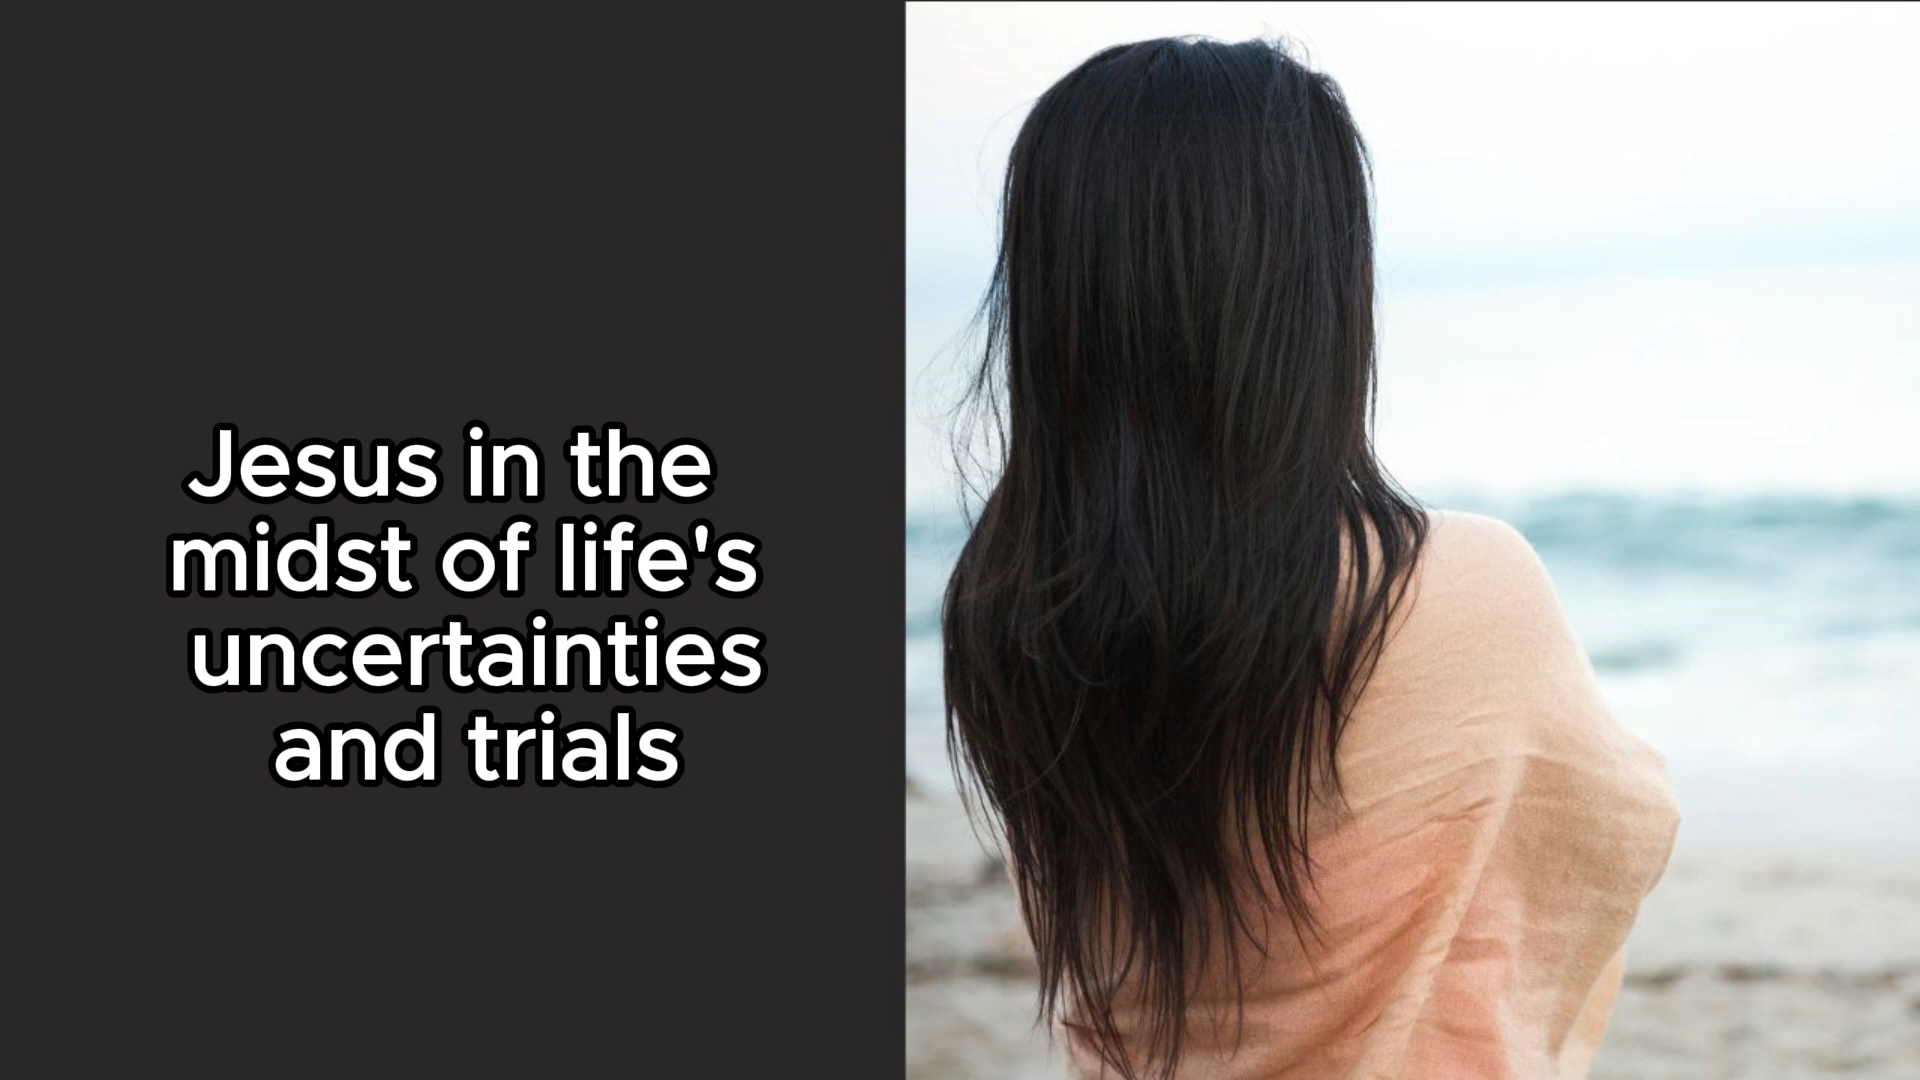 Jesus in the
midst of life's
uncertainties
and trials